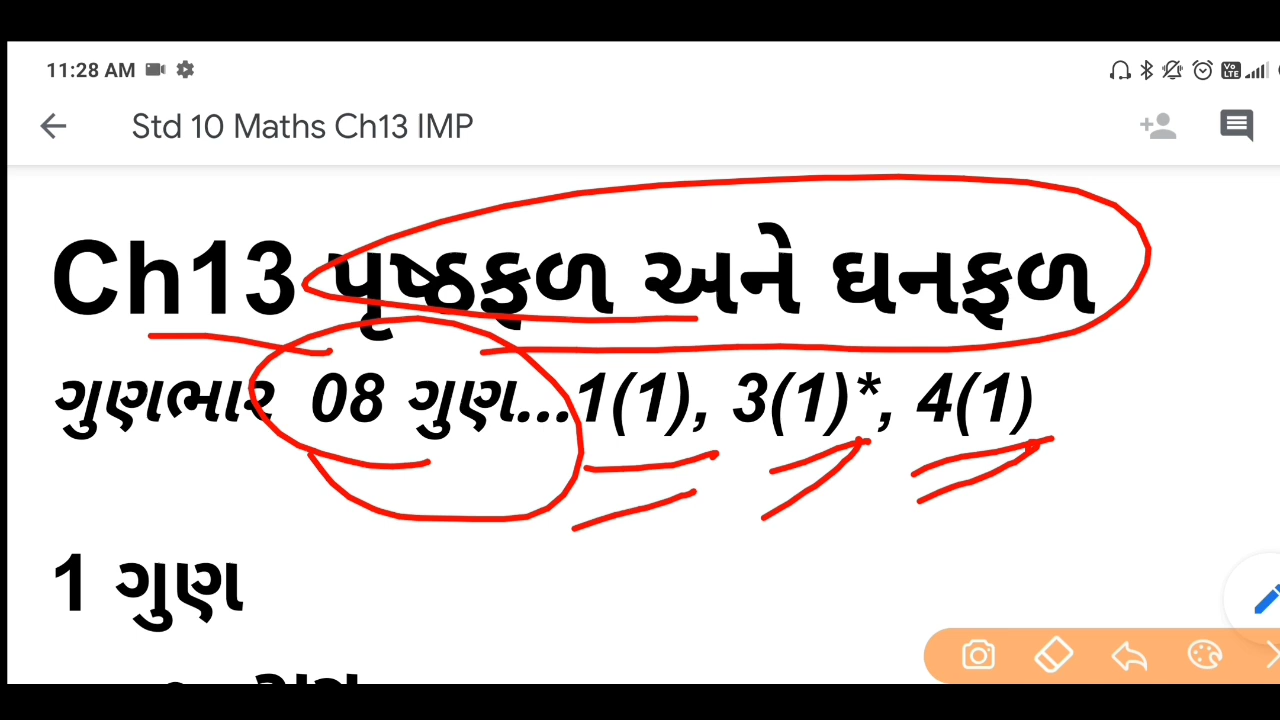 11:28 AM
Std 10 Maths Ch13 IMP
Ch13 પૃષ્ઠફળ અને ઘનફળ
ગુણભાર 08 ગુણ...1(1), 3(1)*, 4(1)
1 ગુણ